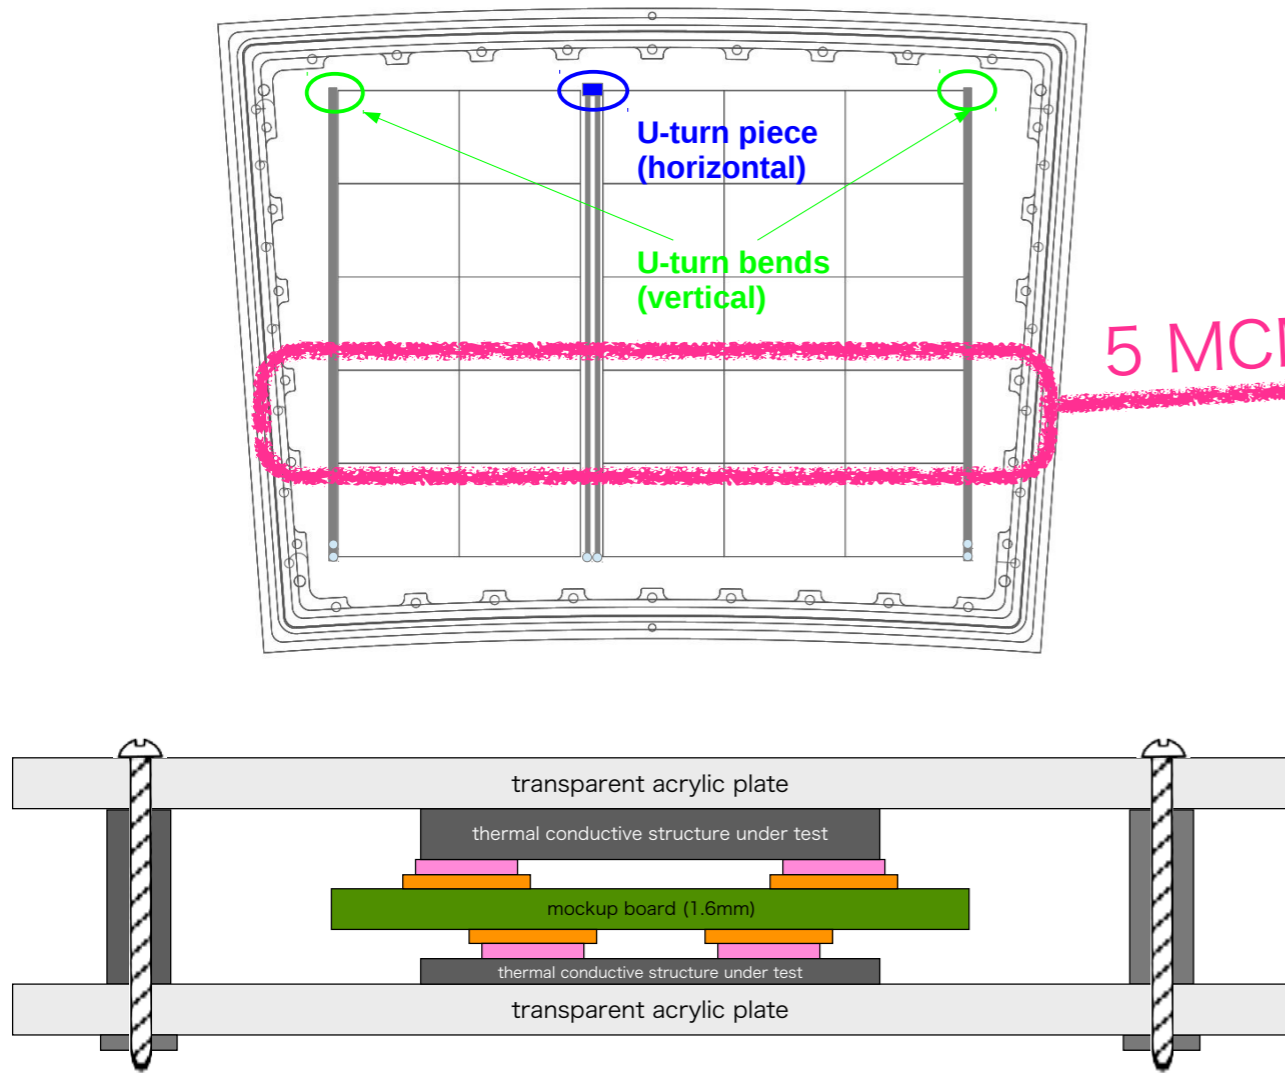 U-turn piece
(horizontal)
U-turn bends
(vertical)
5 MC
transparent acrylic plate
thermal conductive structure under test
mockup board (1.6mm)
thermal conductive structure under test
transparent acrylic plate